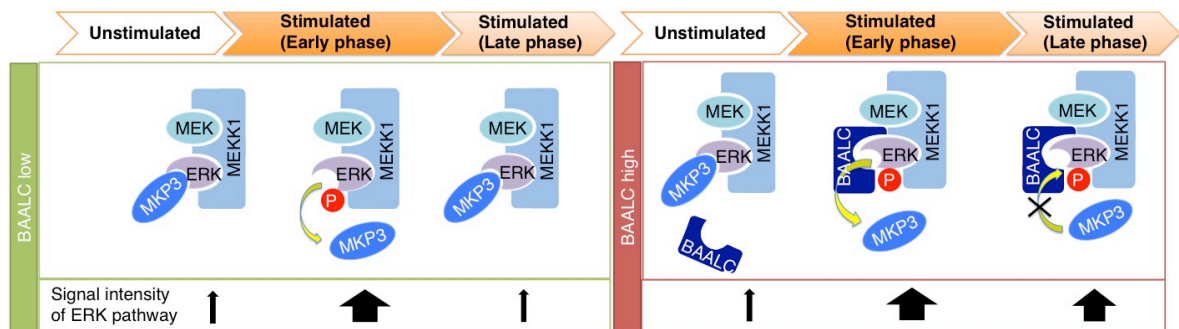 Unstimulated
Stimulated
(Early phase)
Stimulated
(Late phase)
Unstimulated
Stimulated
(Early phase)
Stimulated
(Late phase)
BAALC low
MEK
MEKK1
ERK
MKP3
MEK
MEKK1
ERK
P
MKP3
MEK
MEKK1
ERK
MKP3
BAALC high
MEK
MEKK1
ERK
MKP3
BAALC
MEK
MEKK1
BAALC
ERK
P
MKP3
MEK
MEKK1
BAALC
ERK
P
MKP3
Signal intensity
of ERK pathway